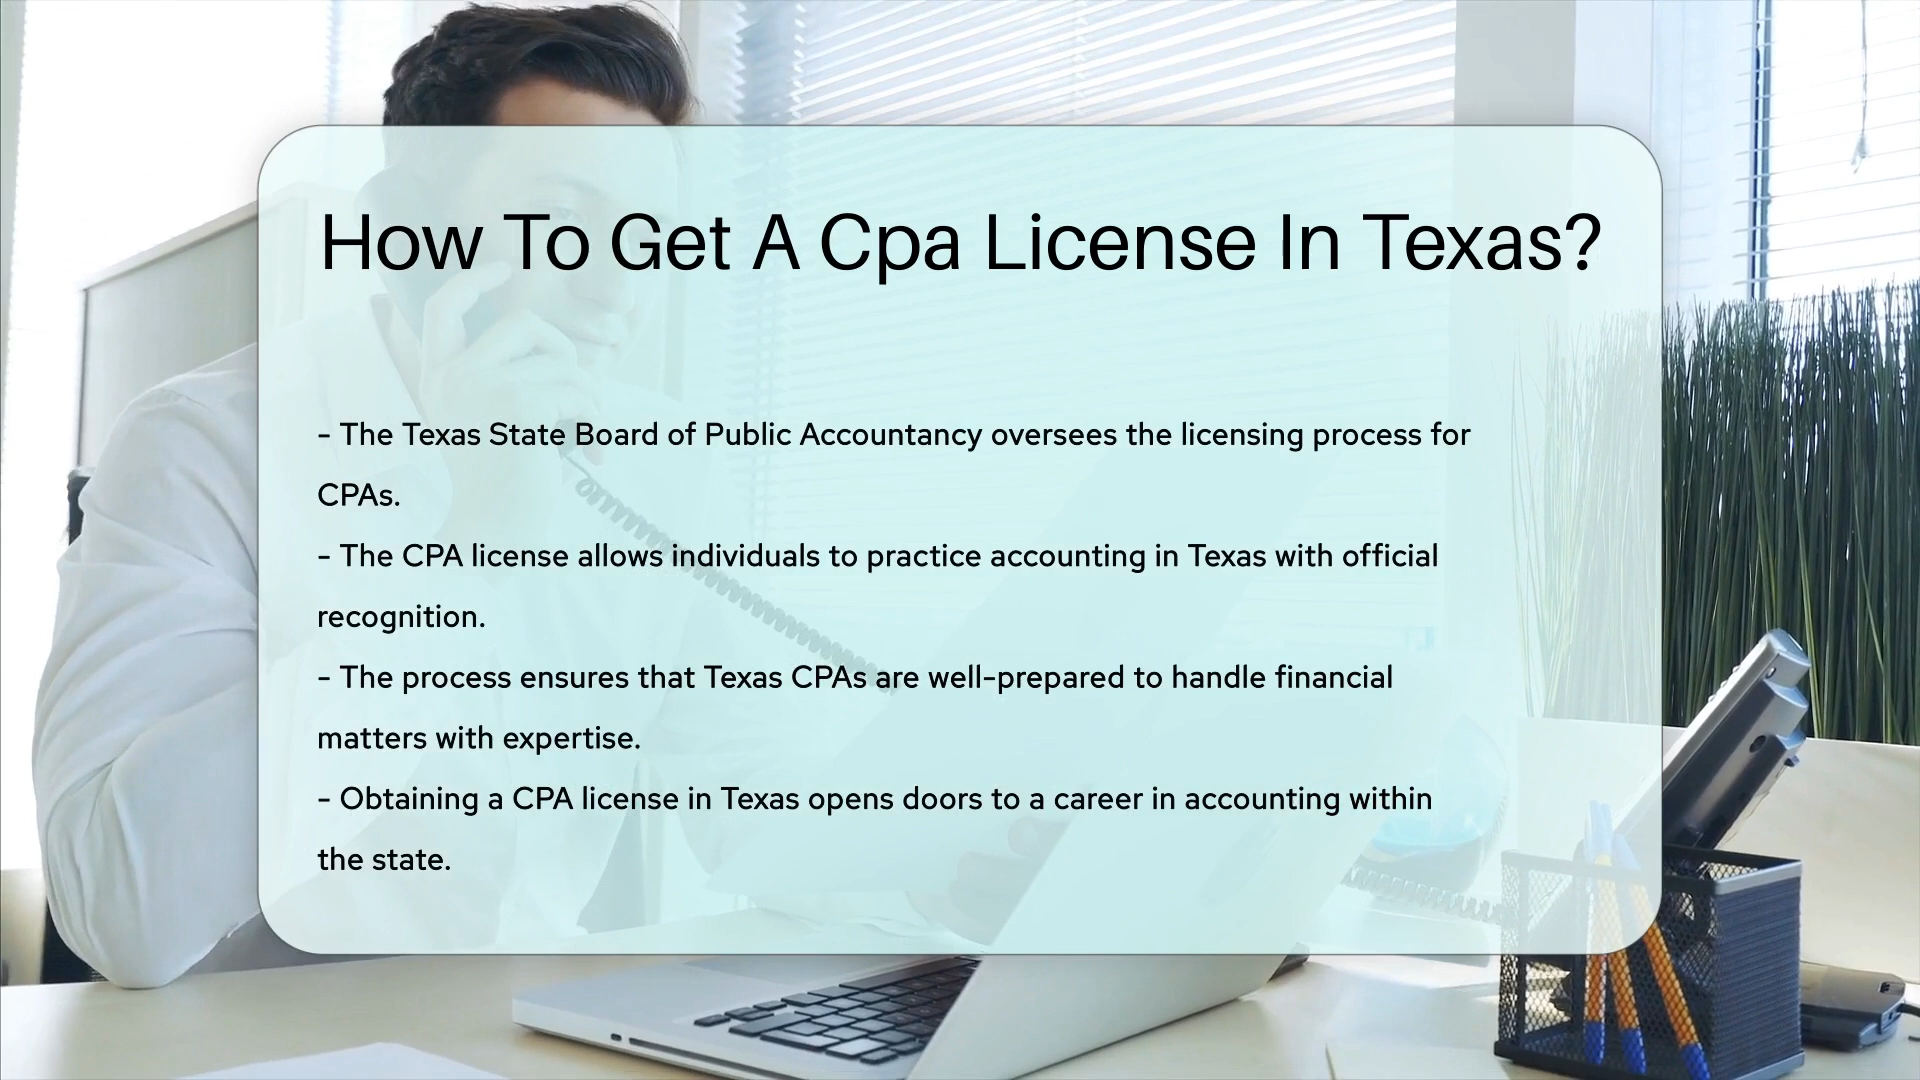 How To Get A Cpa License In Texas?
- The Texas State Board of Public Accountancy oversees the licensing process for
CPAs.
- The CPA license allows individuals to practice accounting in Texas with official
recognition.
- The process ensures that Texas CPAs are well-prepared to handle financial
matters with expertise.
- Obtaining a CPA license in Texas opens doors to a career in accounting within
the state.